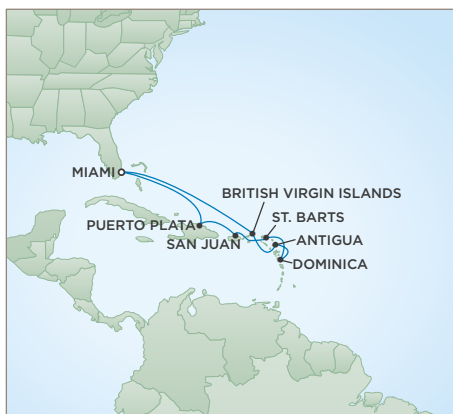 MIAMI
BRITISH VIRGIN ISLANDS
ST. BARTS
PUERTO PLATA
ANTIGUA
SAN JUAN
DOMINICA